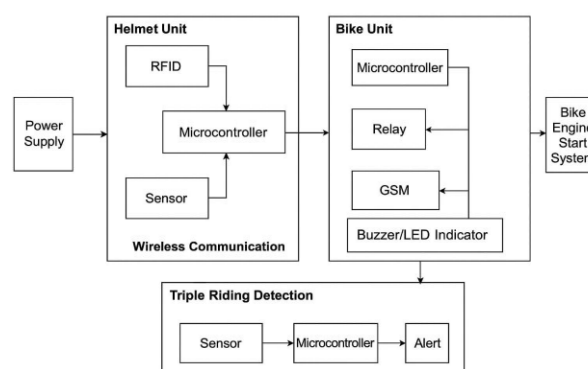 Helmet Unit
RFID
Microcontroller
Sensor
Wireless Communication
Power
Supply
Bike Unit
Microcontroller
Relay
GSM
Buzzer/LED Indicator
Bike
Engine
Start
System
Triple Riding Detection
Sensor
Microcontroller
Alert